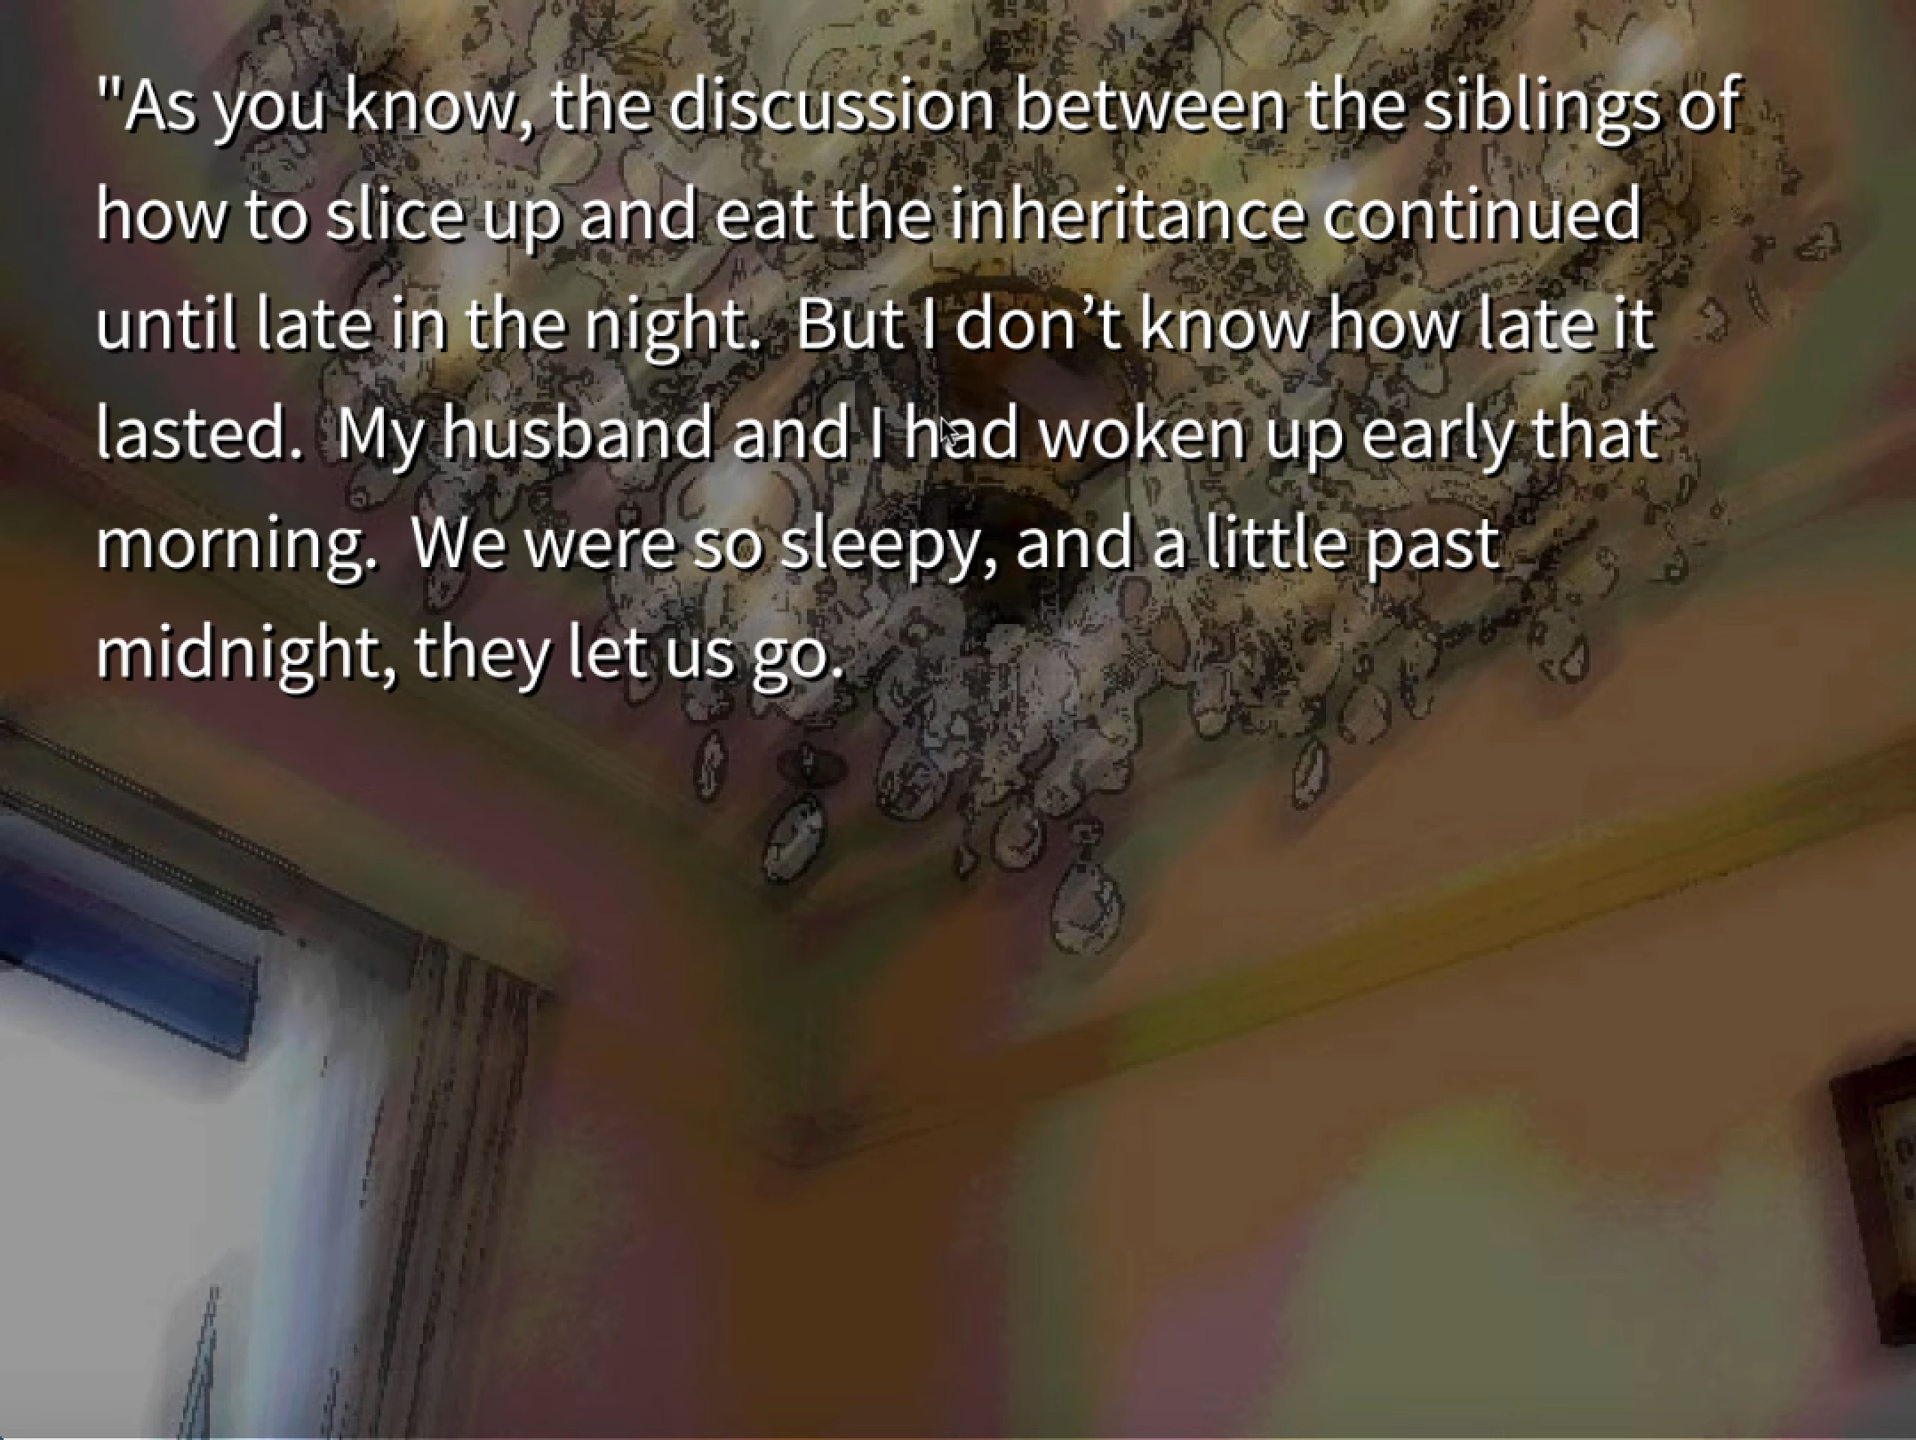 "As you know, the discussion between the siblings of
how to slice up and eat the inheritance continued
until late in the night.  But I don’t know how late it
lasted.  My husband and I had woken up early that
morning.  We were so sleepy, and a little past
midnight, they let us go.